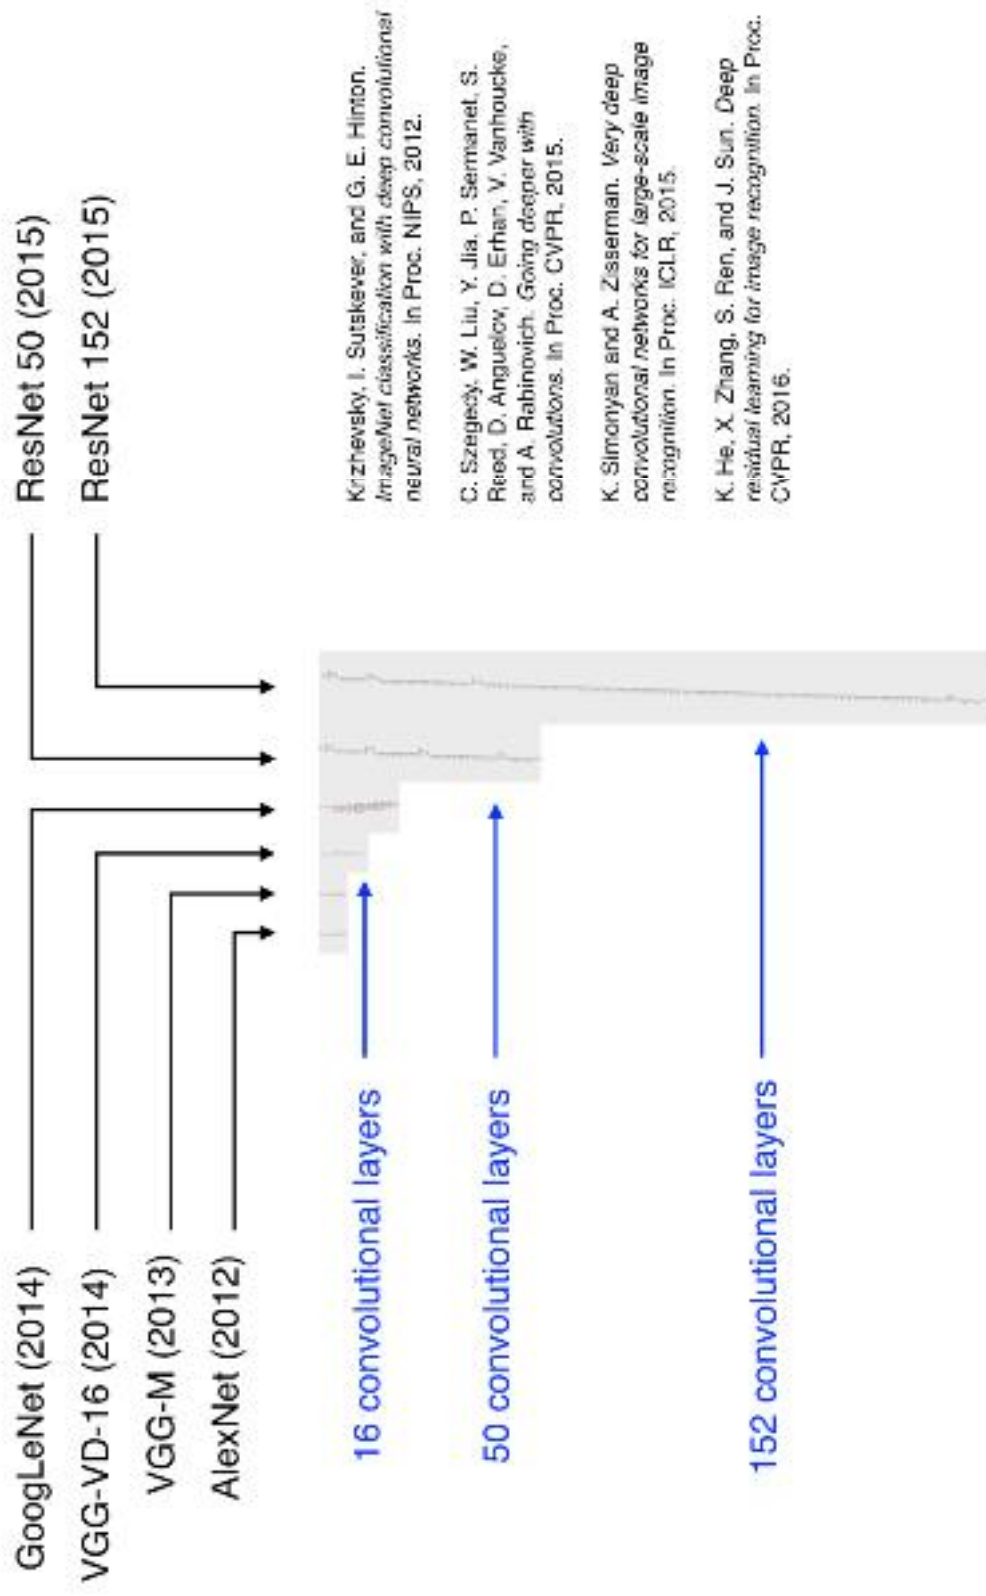 GoogLeNet (2014)
VGG-VD-16 (2014)
VGG-M (2013)
AlexNet (2012)
ResNet 50 (2015)
ResNet 152 (2015)
16 convolutional layers
50 convolutional layers
152 convolutional layers
Krizhevsky, I. Sutskever, and G. E. Hinton.
ImageNet classification with deep convolutional
neural networks. In Proc. NIPS, 2012.
C. Szegedy, W. Liu, Y. Jia, P. Sermanet, S.
Reed, D. Anguelov, D. Erhan, V. Vanhoucke,
and A. Rabinovich. Going deeper with
convolutions. In Proc. CVPR, 2015.
K. Simonyan and A. Zisserman. Very deep
convolutional networks for large-scale image
recognition. In Proc. ICLR, 2015.
K. He, X. Zhang, S. Ren, and J. Sun. Deep
residual learning for image recognition. In Proc.
CVPR, 2016.